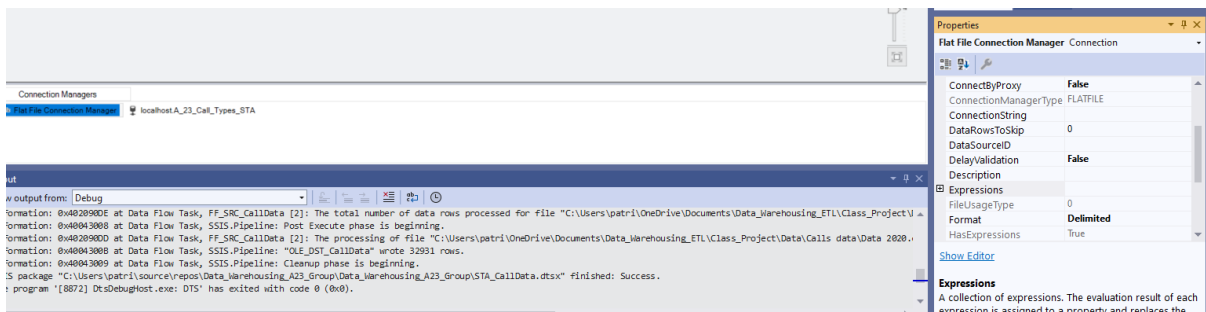 Connection Managers
Flat File Connection Manager localhost.A_23_Call_Types_STA
ut
w output from: Debug
formation: 0x402090DE at Data Flow Task, FF_SRC_CallData [2]: The total number of data rows processed for file "C:\Users\patri\OneDrive\Documents\Data_Warehousing_ETL\Class_Project\
formation: 0x40043008 at Data Flow Task, SSIS.Pipeline: Post Execute phase is beginning.
formation: 0x402090DD at Data Flow Task, FF_SRC_CallData [2]: The processing of file "C:\Users\patri\OneDrive\Documents\Data_Warehousing_ETL\Class_Project\Data\Calls data\Data 2020.
formation: 0x4004300B at Data Flow Task, SSIS.Pipeline: "OLE_DST_CallData" wrote 32931 rows.
formation: 0x40043009 at Data Flow Task, SSIS.Pipeline: Cleanup phase is beginning.
S package "C:\Users\patri\source\repos\Data_Warehousing_A23_Group\Data_Warehousing_A23_Group\STA_CallData.dtsx" finished: Success.
program '[8872] DtsDebugHost.exe: DTS' has exited with code 0 (0x0).
Properties
Flat File Connection Manager Connection
ConnectByProxy False
ConnectionManagerType FLATFILE
ConnectionString
DataRowsToSkip 0
DataSourceID
DelayValidation False
Description
Expressions
FileUsageType 0
Format Delimited
HasExpressions True
Show Editor
Expressions
A collection of expressions. The evaluation result of each
expression is assigned to a property and replaces the